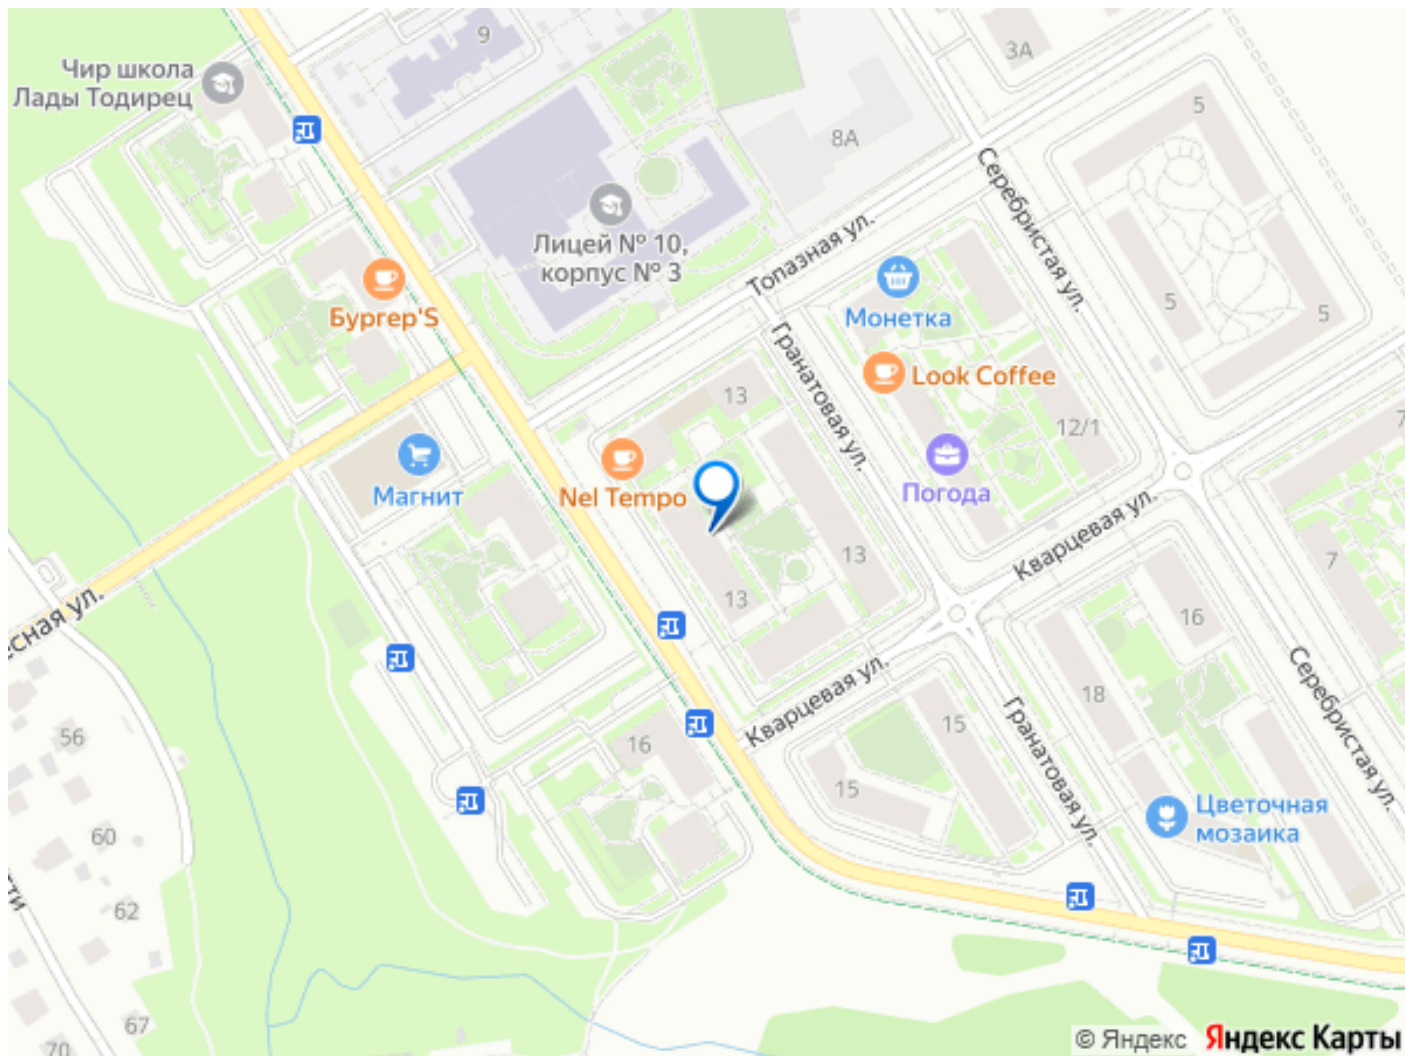 9
3А
Чир школа
Лады Тодирец
5
8А
Серебристая ул.
Лицей № 10,
корпус № 3
Топазная ул.
Монетка
5
5
Бургер'S
Гранатовая ул.
Look Coffee
13
7
12/1
Магнит
Nel Tempo
Погода
Кварцевая ул.
13
7
есная ул.
13
16
Кварцевая ул.
Серебристая ул.
18
15
Гранатовая ул.
56
16
15
Цветочная
мозаика
60
сти
62
67
70
© Яндекс Яндекс Карты